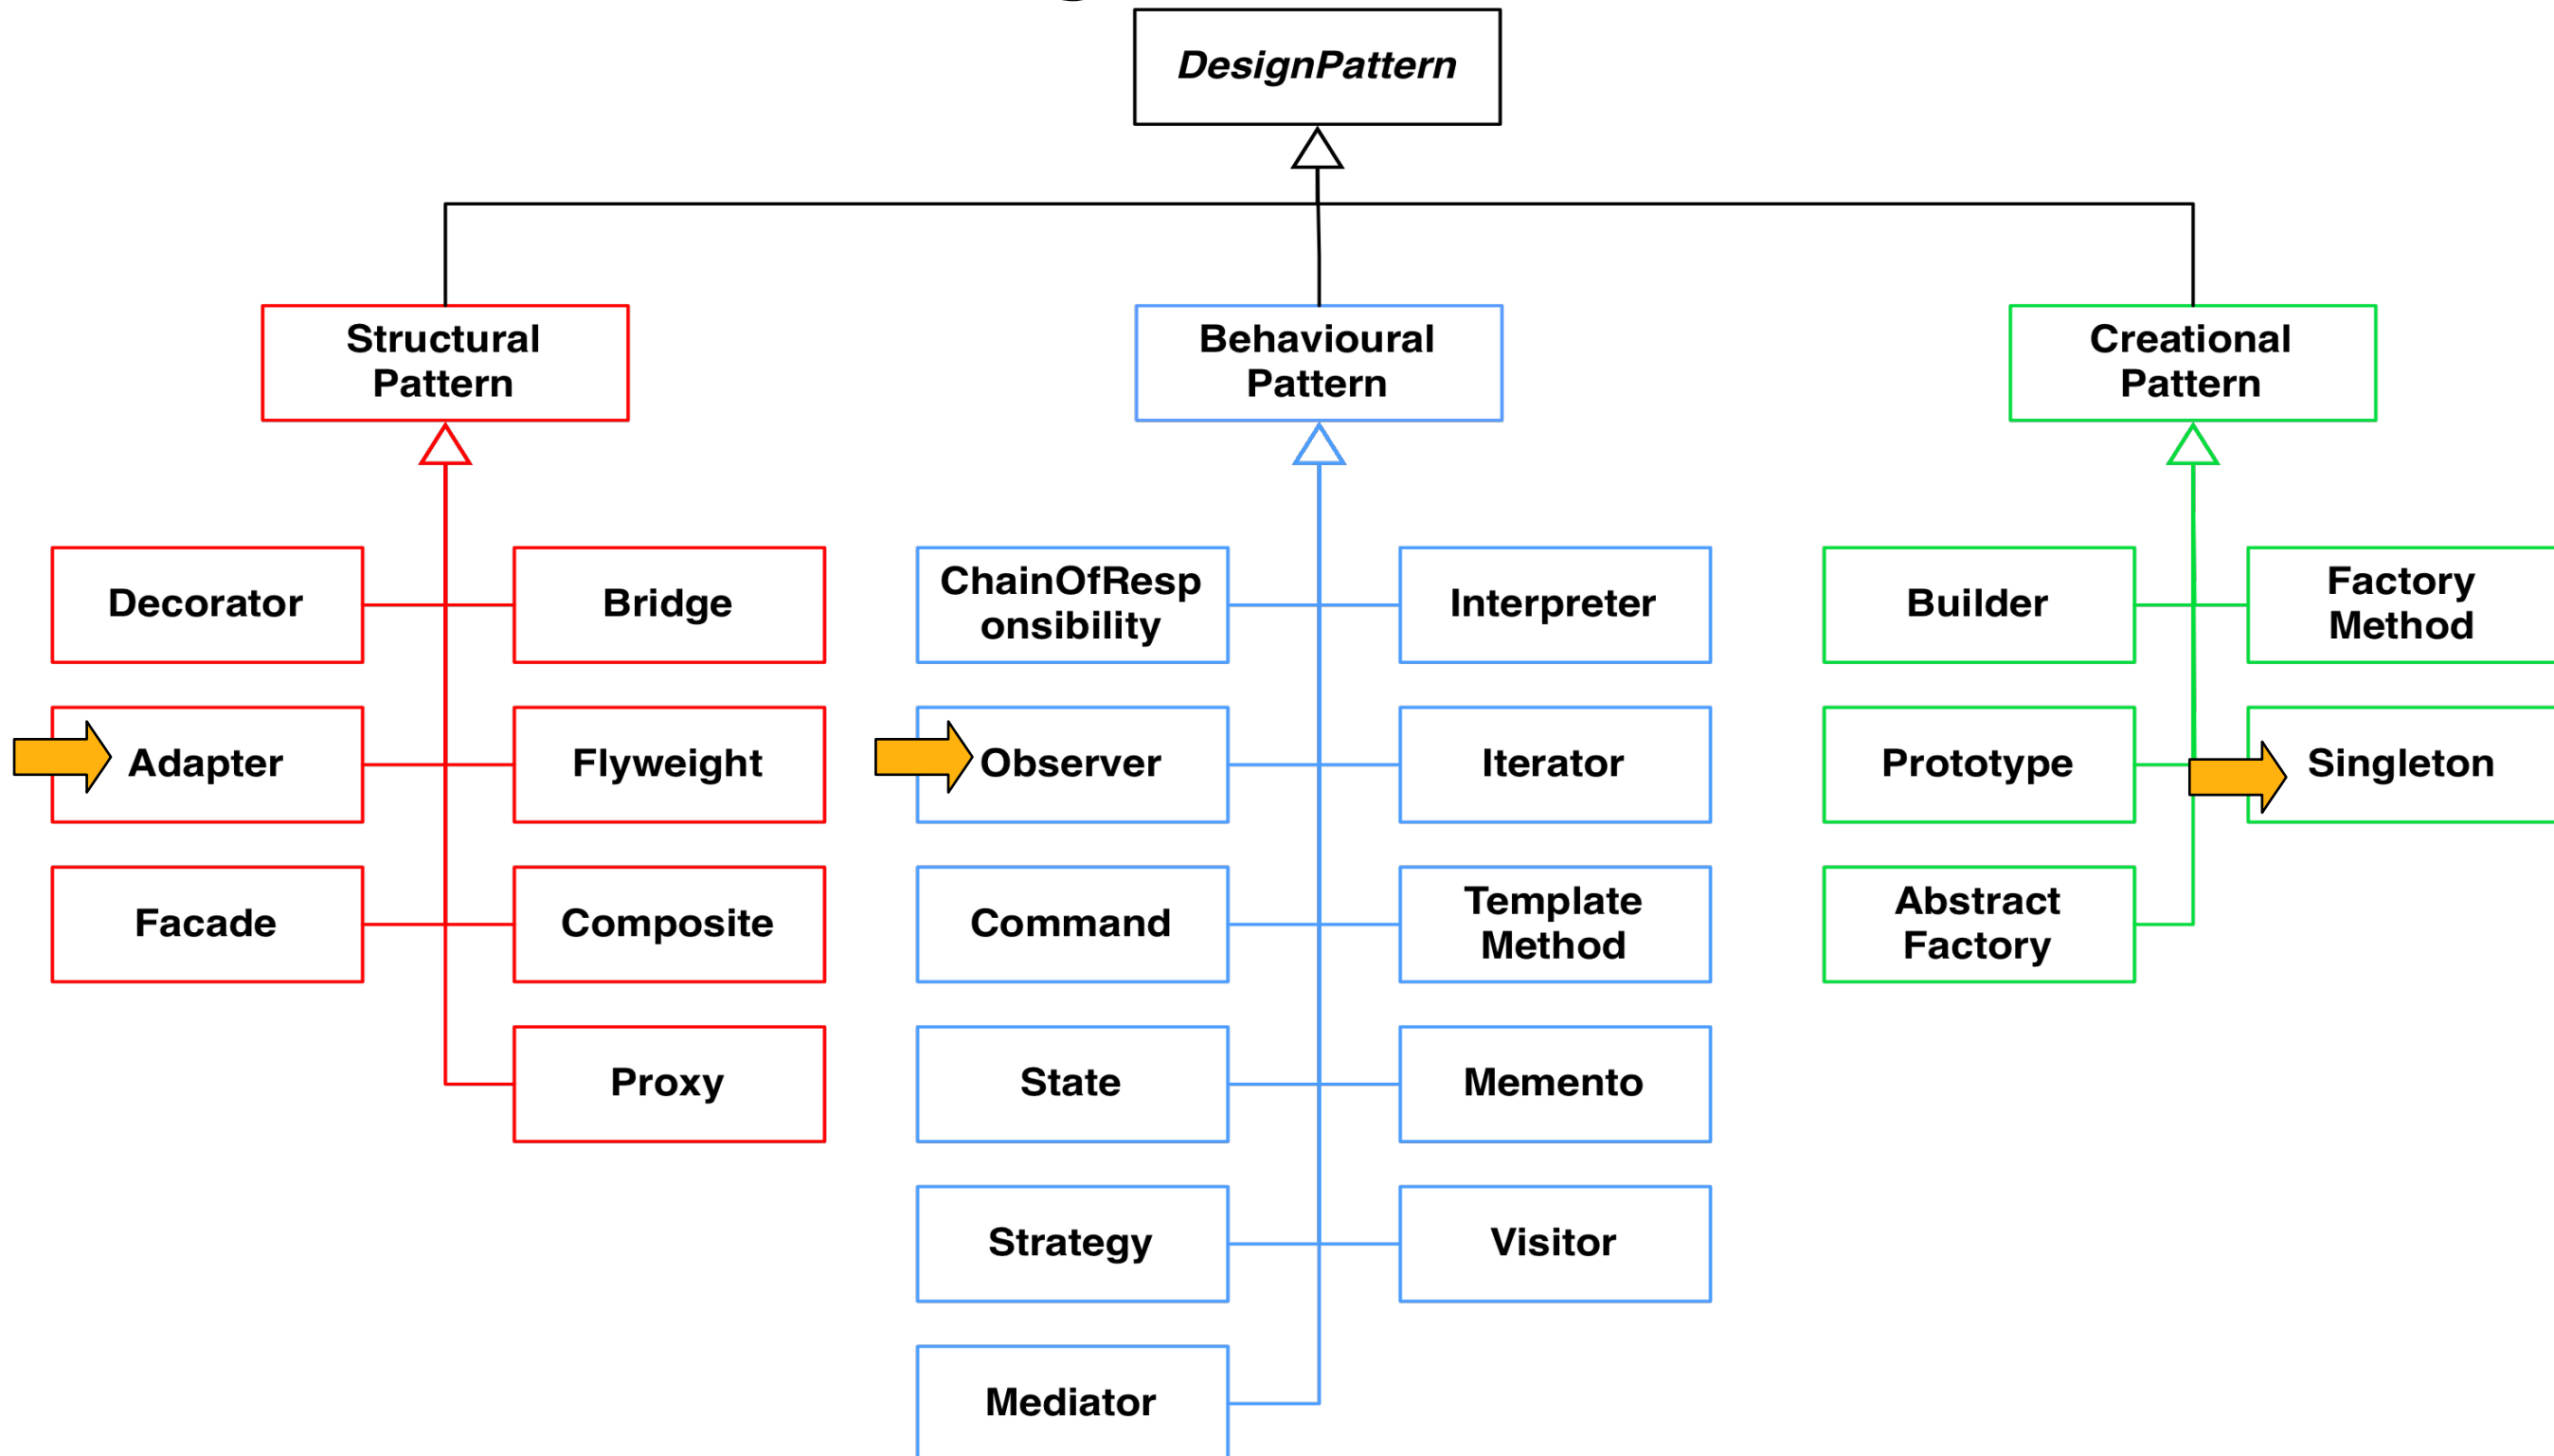 DesignPattern
Structural
Pattern
Behavioural
Pattern
Creational
Pattern
Decorator
Bridge
ChainOfResp
onsibility
Interpreter
Builder
Factory
Method
Adapter
Flyweight
Observer
Iterator
Prototype
Singleton
Facade
Composite
Command
Template
Method
Abstract
Factory
Proxy
State
Memento
Strategy
Visitor
Mediator